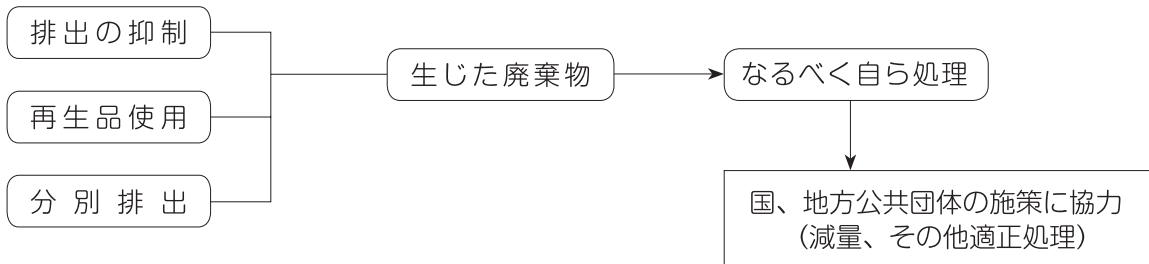 排出の抑制
再生品使用
分別排出
生じた廃棄物
なるべく自ら処理
国、地方公共団体の施策に協力
（減量、その他適正処理）